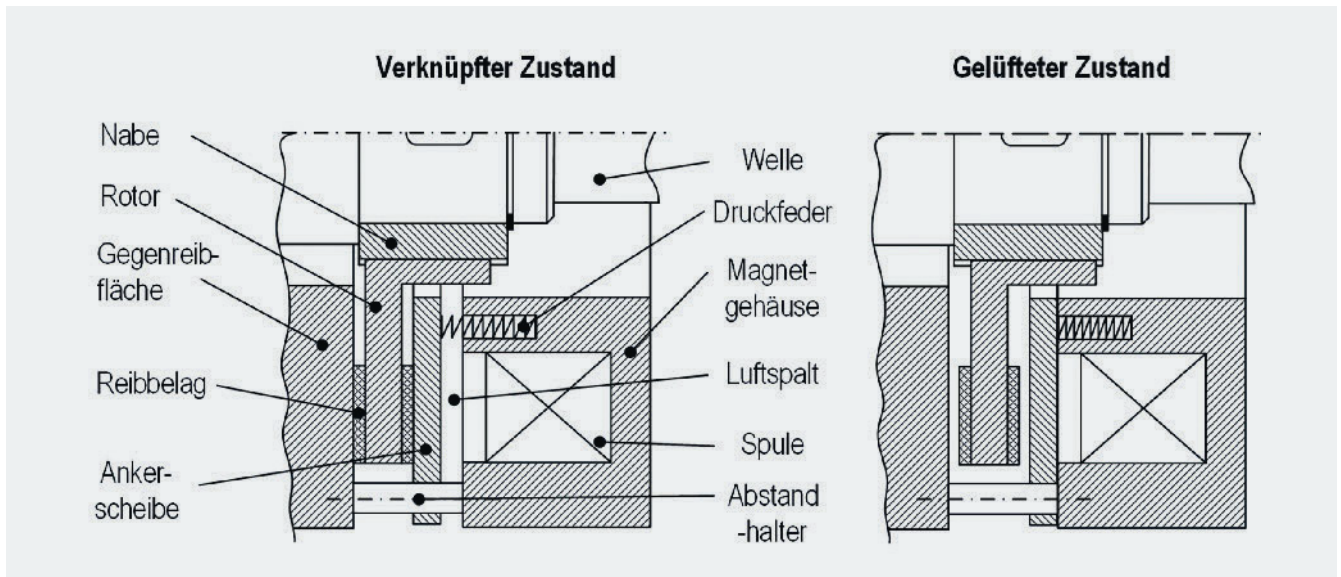 Verknüpfter Zustand
Gelüfteter Zustand
Nabe
Rotor
Gegenreib-
fläche
Reibbelag
Anker-
scheibe
Welle
Druckfeder
Magnet-
gehäuse
Luftspalt
Spule
Abstand
-halter